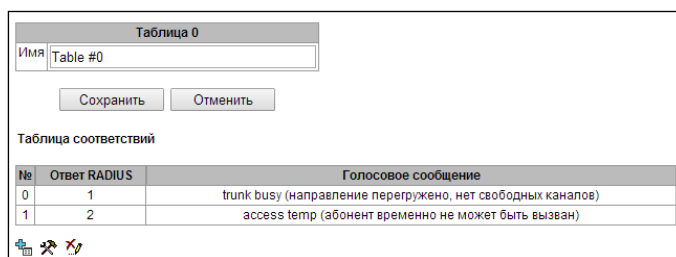 Таблица 0
Имя Table #0
Сохранить Отменить
Таблица соответствий
№ Ответ RADIUS Голосовое сообщение
0 1 trunk busy (направление перегружено, нет свободных каналов)
1 2 access temp (абонент временно не может быть вызван)